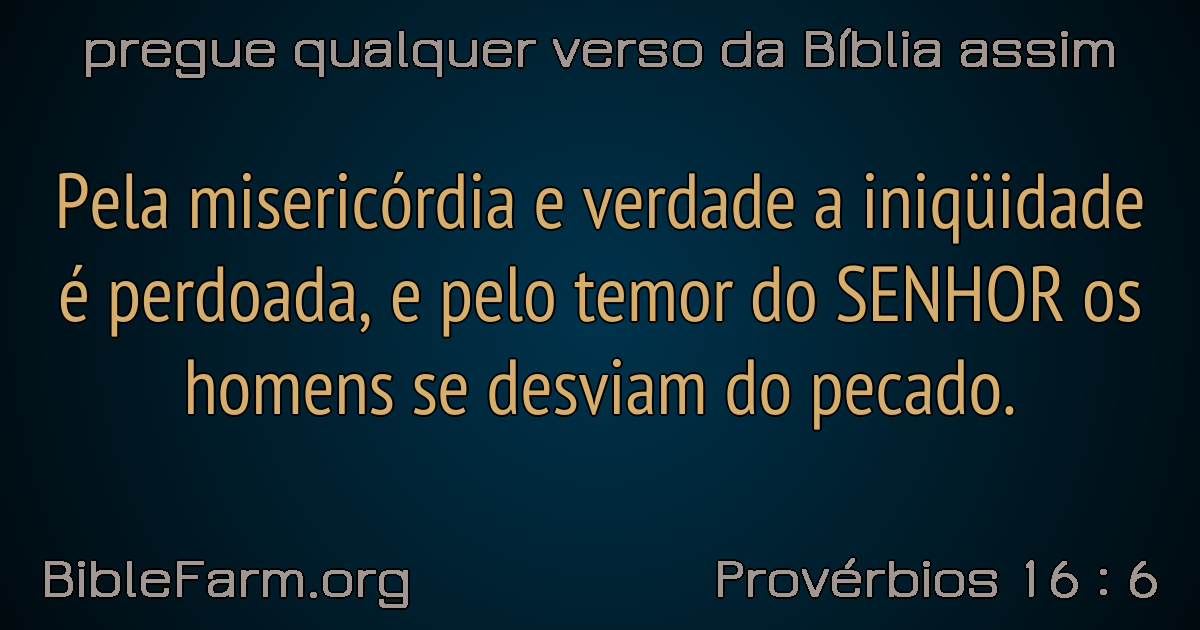 pregue qualquer verso da Bíblia assim
Pela misericórdia e verdade a iniqüidade
é perdoada, e pelo temor do SENHOR os
homens se desviam do pecado.
BibleFarm.org
Provérbios 16 : 6